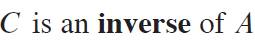 C is an inverse of A